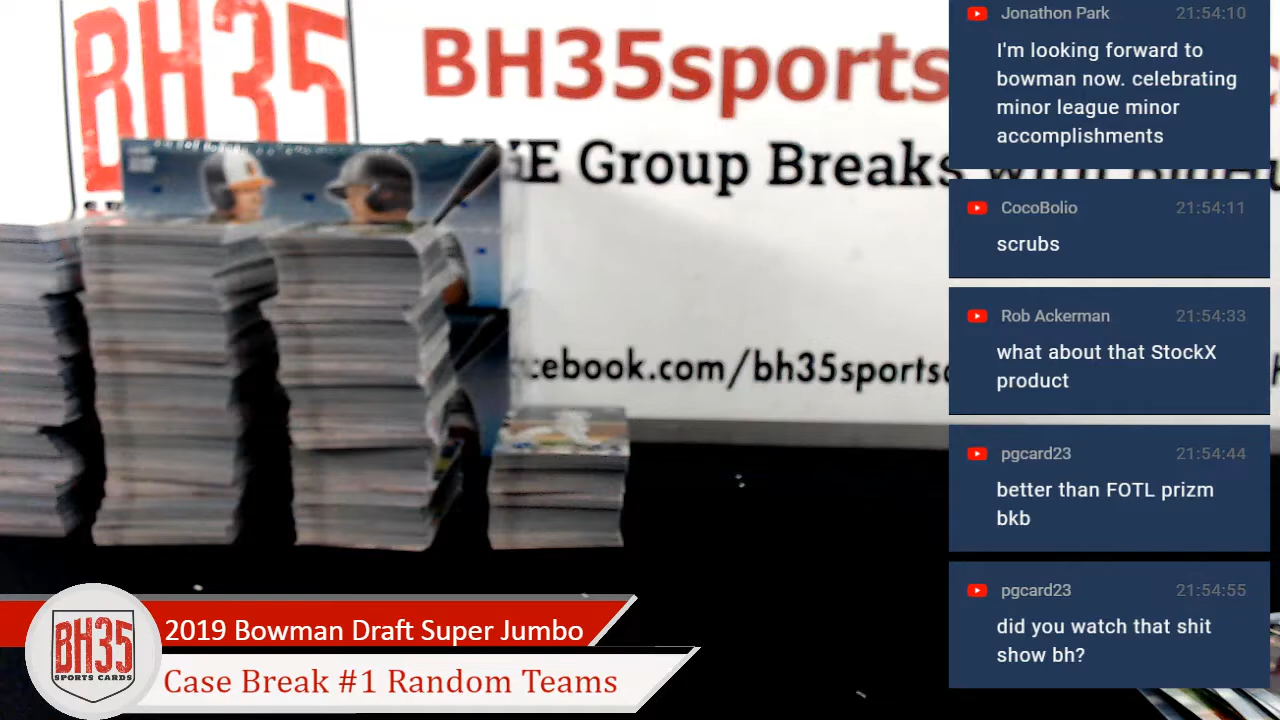 BH35
BH35sports
LIVE Group Breaks with
facebook.com/bh35sports
Jonathon Park 21:54:10
I'm looking forward to
bowman now. celebrating
minor league minor
accomplishments
CocoBolio 21:54:11
scrubs
Rob Ackerman 21:54:33
what about that StockX
product
pgcard23 21:54:44
better than FOTL prizm
bkb
pgcard23 21:54:55
did you watch that shit
show bh?
BH35
SPORTS CARDS
2019 Bowman Draft Super Jumbo
Case Break #1 Random Teams